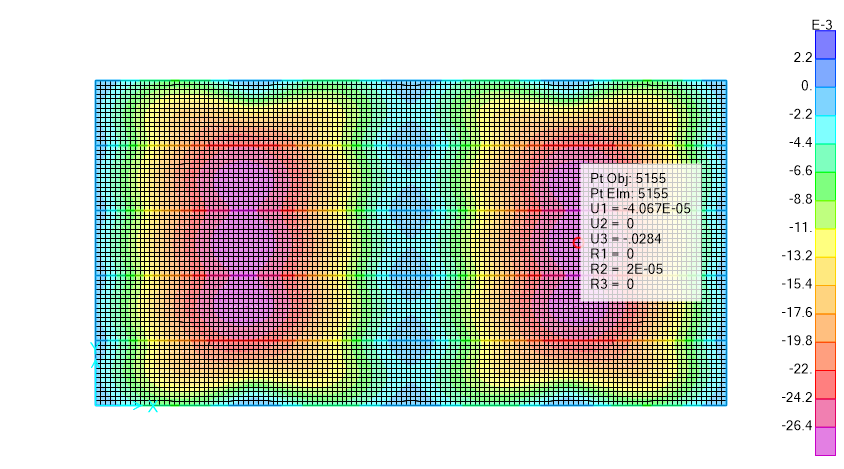 E-3
2.2
0.
-2.2
-4.4
-6.6
-8.8
-11.
-13.2
-15.4
-17.6
-19.8
-22.
-24.2
-26.4
Pt Obj: 5155
Pt Elm: 5155
U1 = -4.067E-05
U2 = 0
U3 = -.0284
R1 = 0
R2 = 2E-05
R3 = 0